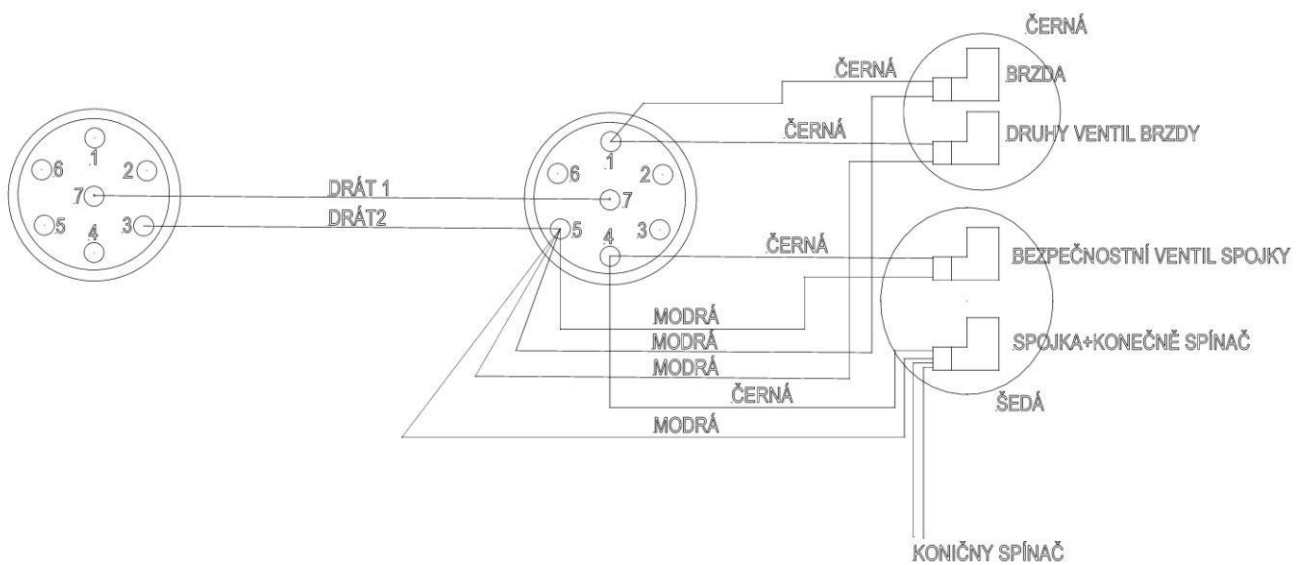 ČERNÁ
ČERNÁ
BRZDA
ČERNÁ
DRUHY VENTIL BRZDY
1
6
2
7
5
3
4
DRÁT 1
DRÁT2
1
6
2
7
5
3
4
ČERNÁ
BEZPEČNOSTNÍ VENTIL SPOJKY
MODRÁ
MODRÁ
SPOJKA+KONEČNĚ SPÍNAČ
MODRÁ
ČERNÁ
ŠEDÁ
MODRÁ
KONIČNY SPÍNAČ